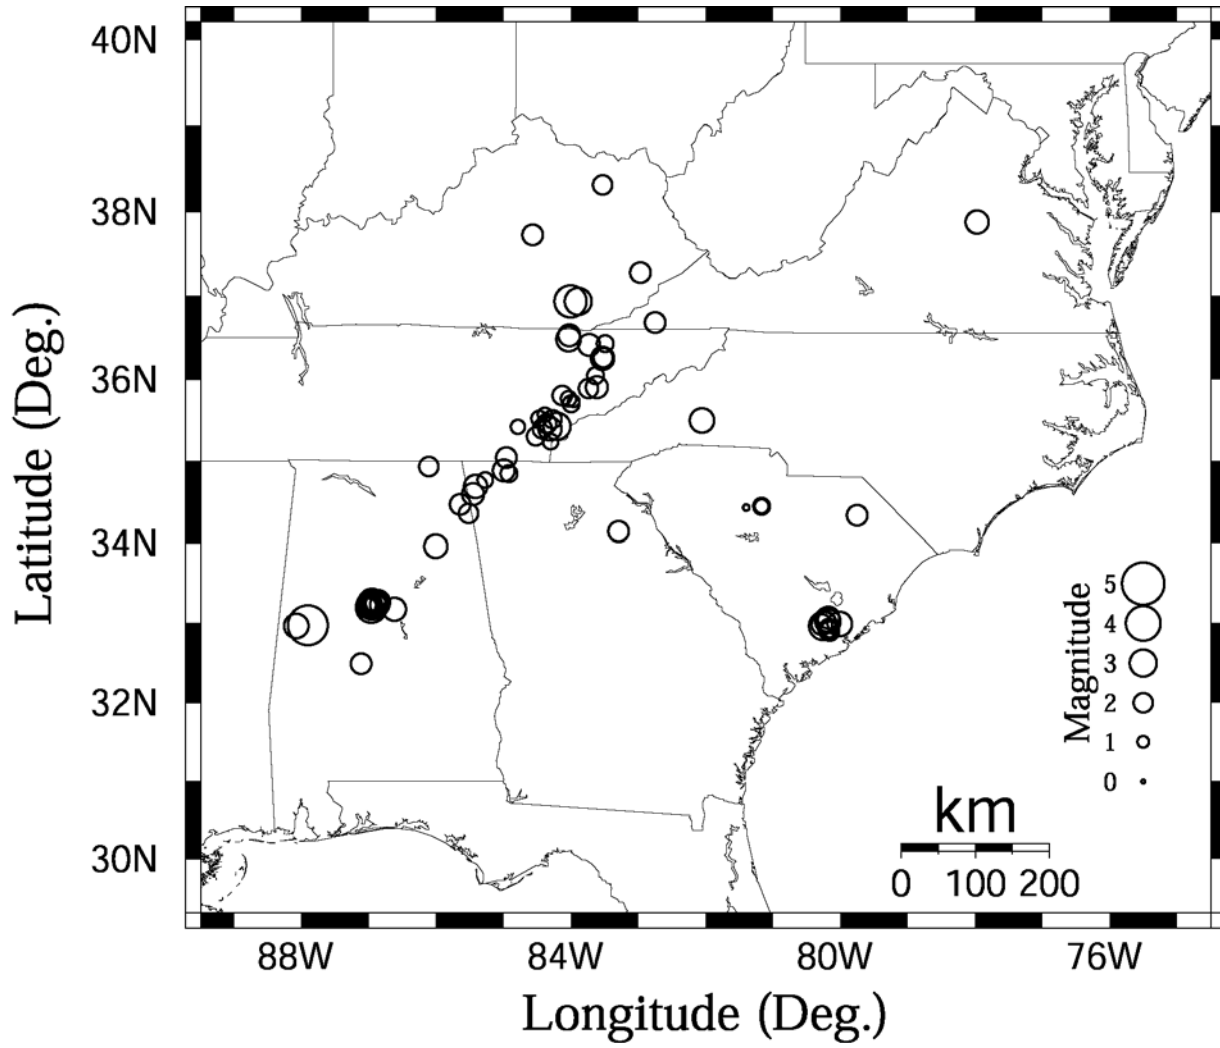 40N
38N
36N
34N
32N
30N
Latitude (Deg.)
Magnitude
5
4
3
2
1
0
km
0 100 200
88W 84W 80W 76W
Longitude (Deg.)